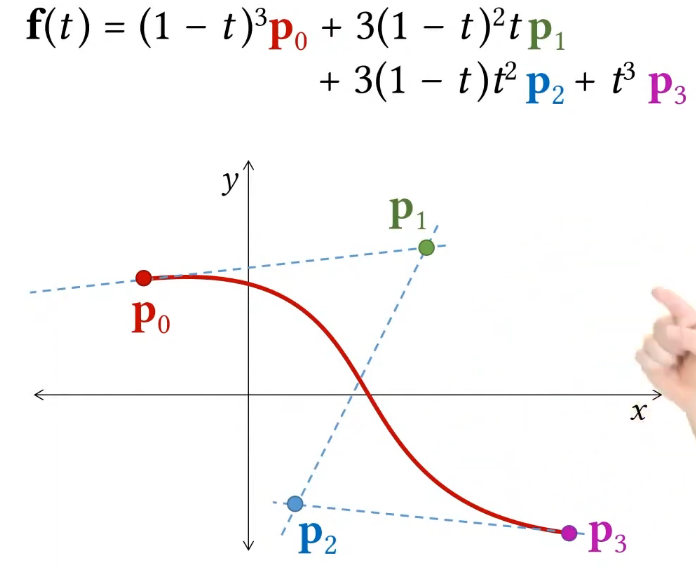 f(t) = (1 − t)³p₀ + 3(1 − t)²t p₁
+ 3(1 − t)t² p₂ + t³ p₃
y
p₁
p₀
x
p₂
p₃